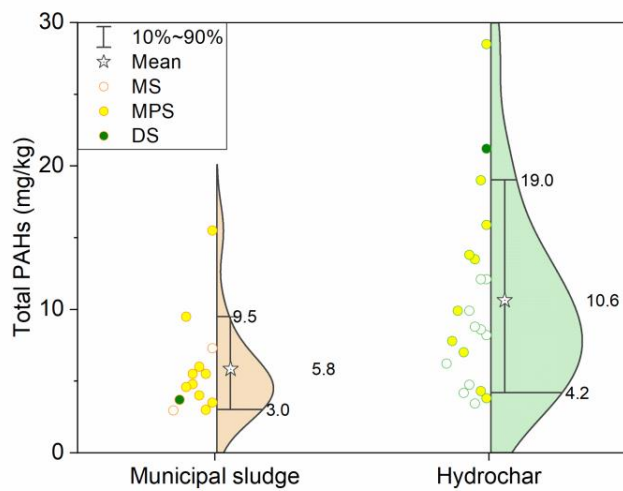 Total PAHs (mg/kg)
30
20
10
0
10%~90%
Mean
MS
MPS
DS
9.5
5.8
3.0
19.0
10.6
4.2
Municipal sludge
Hydrochar